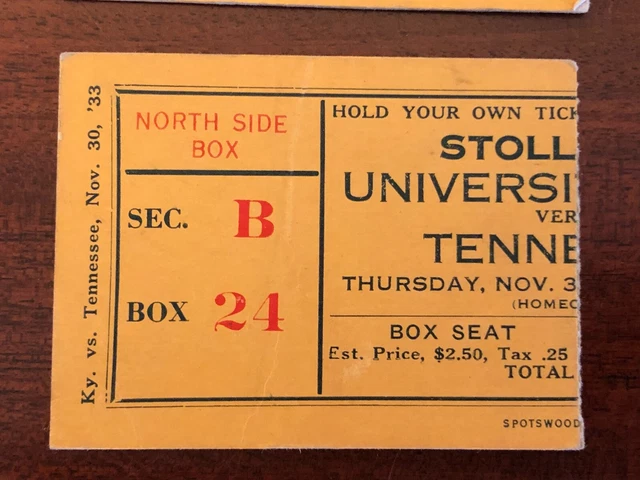 Ky. vs. Tennessee, Nov. 30, '33
NORTH SIDE
BOX
SEC. B
BOX 24
HOLD YOUR OWN TICK
STOLL
UNIVERSI
VER
TENNE
THURSDAY, NOV. 3
(HOMEC
BOX SEAT
Est. Price, $2.50, Tax .25
TOTAL
SPOTSWOOD